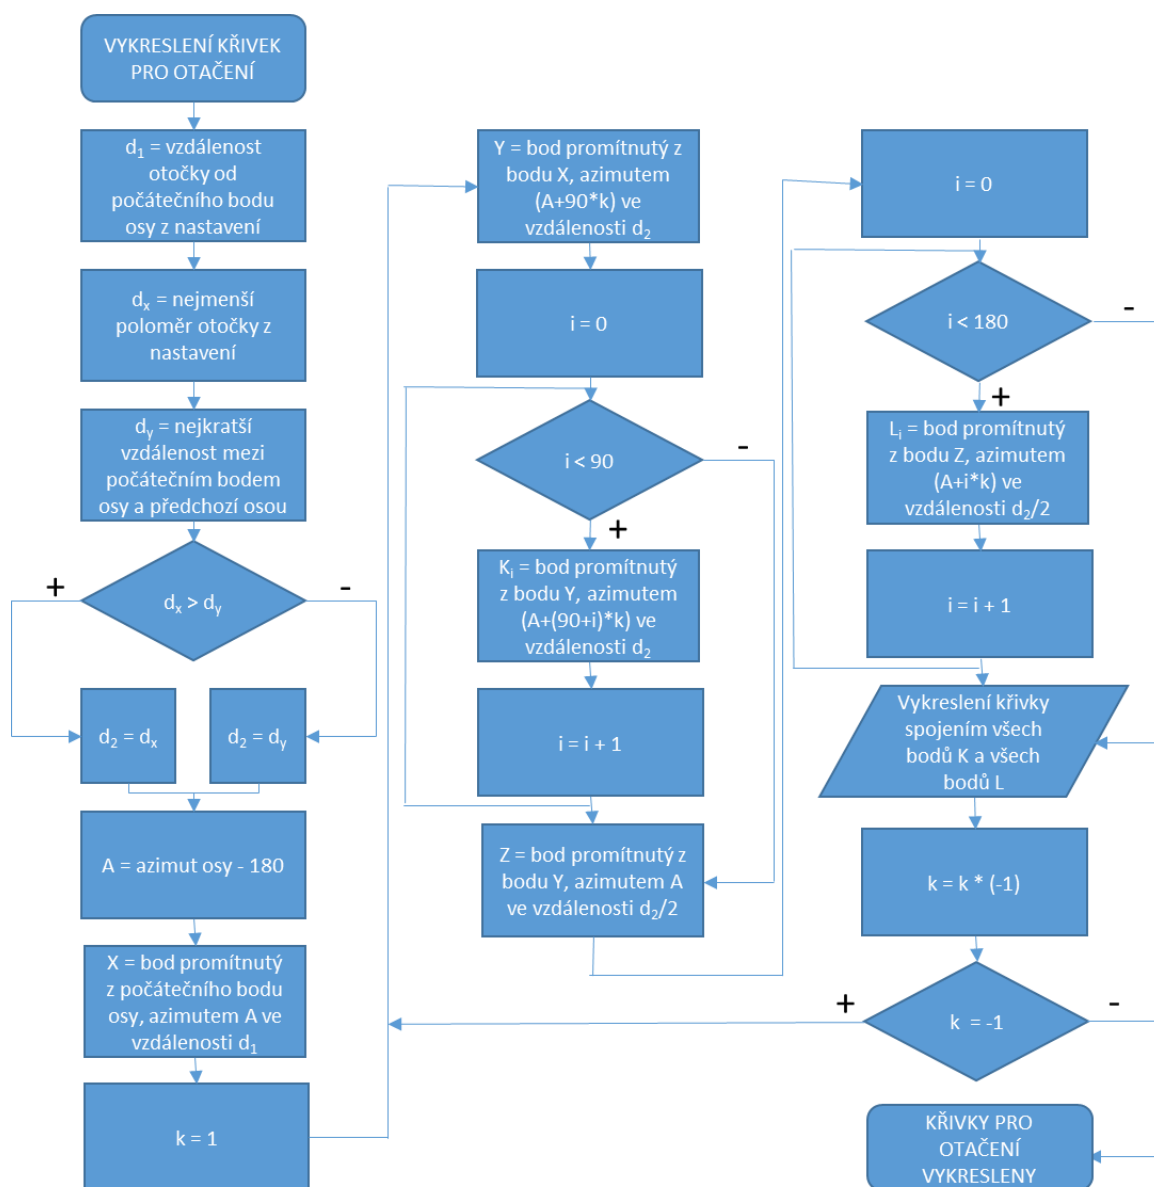 VYKRESLENÍ KŘIVEK
PRO OTAČENÍ
d₁ = vzdálenost
otočky od
počátečního bodu
osy z nastavení
dₓ = nejmenší
poloměr otočky z
nastavení
d_y = nejkratší
vzdálenost mezi
počátečním bodem
osy a předchozí osou
+
-
dₓ > d_y
d₂ = dₓ
d₂ = d_y
A = azimut osy - 180
X = bod promítnutý
z počátečního bodu
osy, azimutem A ve
vzdálenosti d₁
k = 1
Y = bod promítnutý z
bodu X, azimutem
(A+90*k) ve
vzdálenosti d₂
i = 0
i < 90
-
+
Kᵢ = bod promítnutý
z bodu Y, azimutem
(A+(90+i)*k) ve
vzdálenosti d₂
i = i + 1
Z = bod promítnutý z
bodu Y, azimutem A
ve vzdálenosti d₂/2
i = 0
i < 180
-
+
Lᵢ = bod promítnutý
z bodu Z, azimutem
(A+i*k) ve
vzdálenosti d₂/2
i = i + 1
Vykreslení křivky
spojením všech
bodů K a všech
bodů L
k = k * (-1)
+
-
k = -1
KŘIVKY PRO
OTAČENÍ
VYKRESLENY